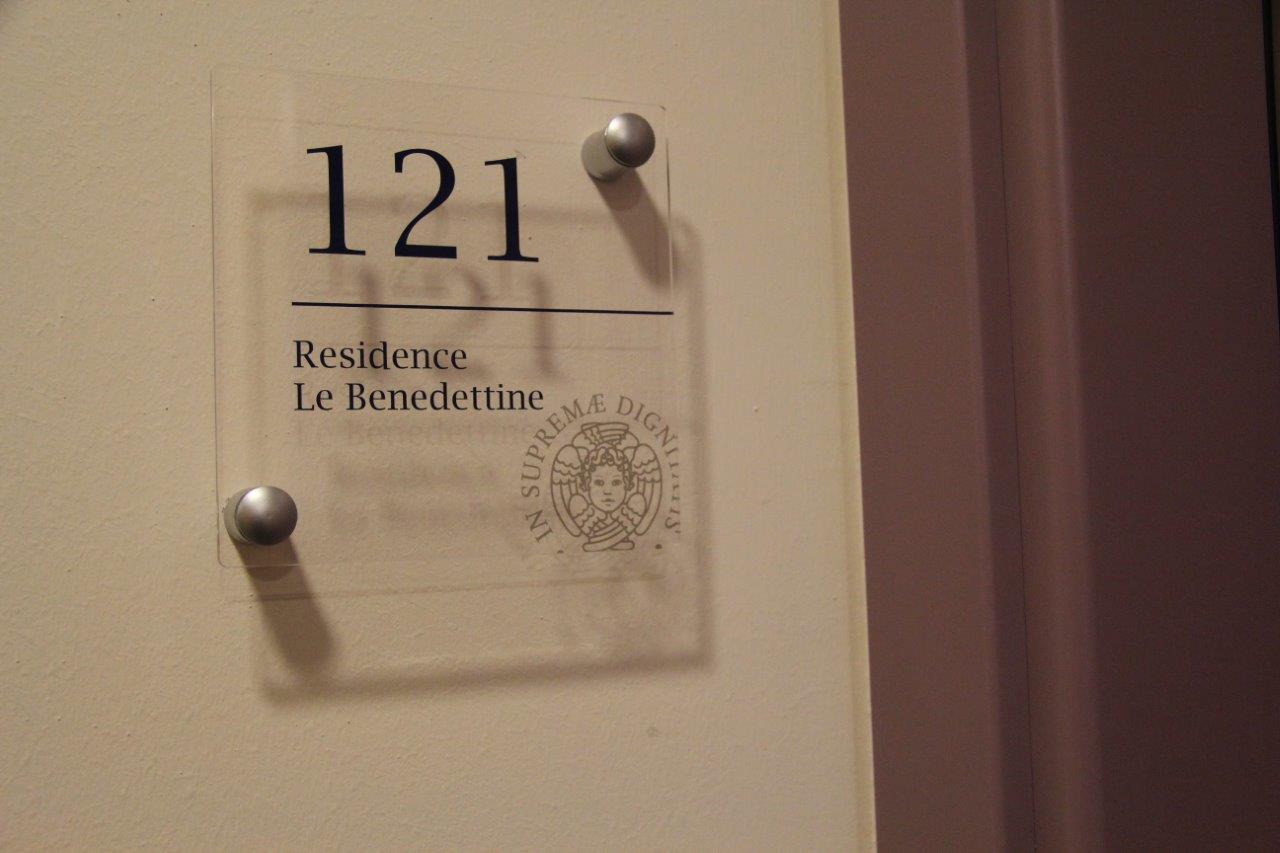 121
Residence
Le Benedettine
IN SUPREMÆ DIGNITATIS